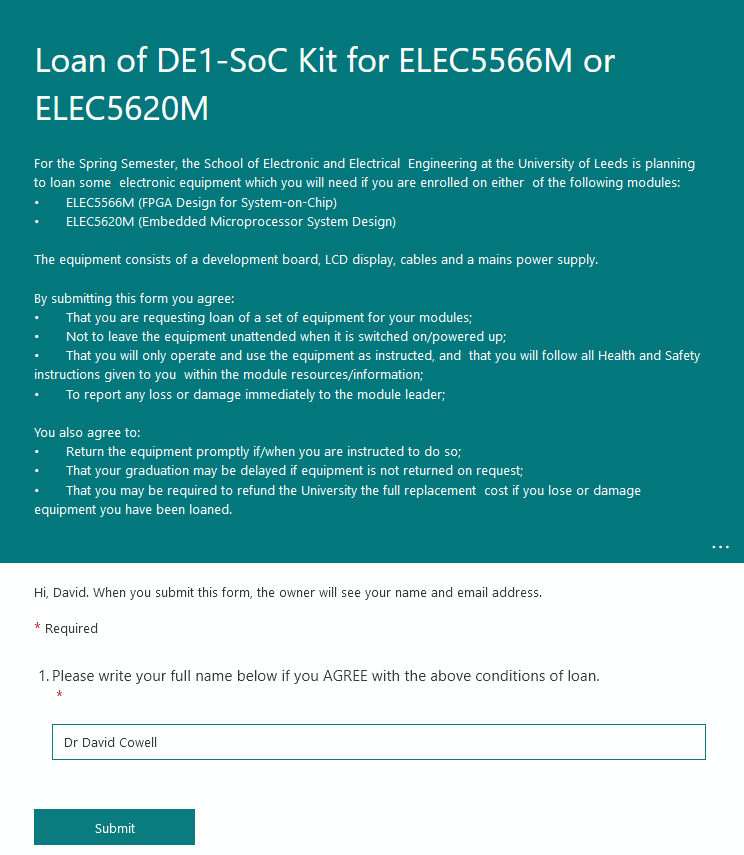 Loan of DE1-SoC Kit for ELEC5566M or
ELEC5620M
For the Spring Semester, the School of Electronic and Electrical  Engineering at the University of Leeds is planning
to loan some  electronic equipment which you will need if you are enrolled on either  of the following modules:
•	ELEC5566M (FPGA Design for System-on-Chip)
•	ELEC5620M (Embedded Microprocessor System Design)
The equipment consists of a development board, LCD display, cables and a mains power supply.
By submitting this form you agree:
•	That you are requesting loan of a set of equipment for your modules;
•	Not to leave the equipment unattended when it is switched on/powered up;
•	That you will only operate and use the equipment as instructed, and  that you will follow all Health and Safety
instructions given to you  within the module resources/information;
•	To report any loss or damage immediately to the module leader;
You also agree to:
•	Return the equipment promptly if/when you are instructed to do so;
•	That your graduation may be delayed if equipment is not returned on request;
•	That you may be required to refund the University the full replacement  cost if you lose or damage
equipment you have been loaned.
...
Hi, David. When you submit this form, the owner will see your name and email address.
* Required
1. Please write your full name below if you AGREE with the above conditions of loan.
*
Dr David Cowell
Submit